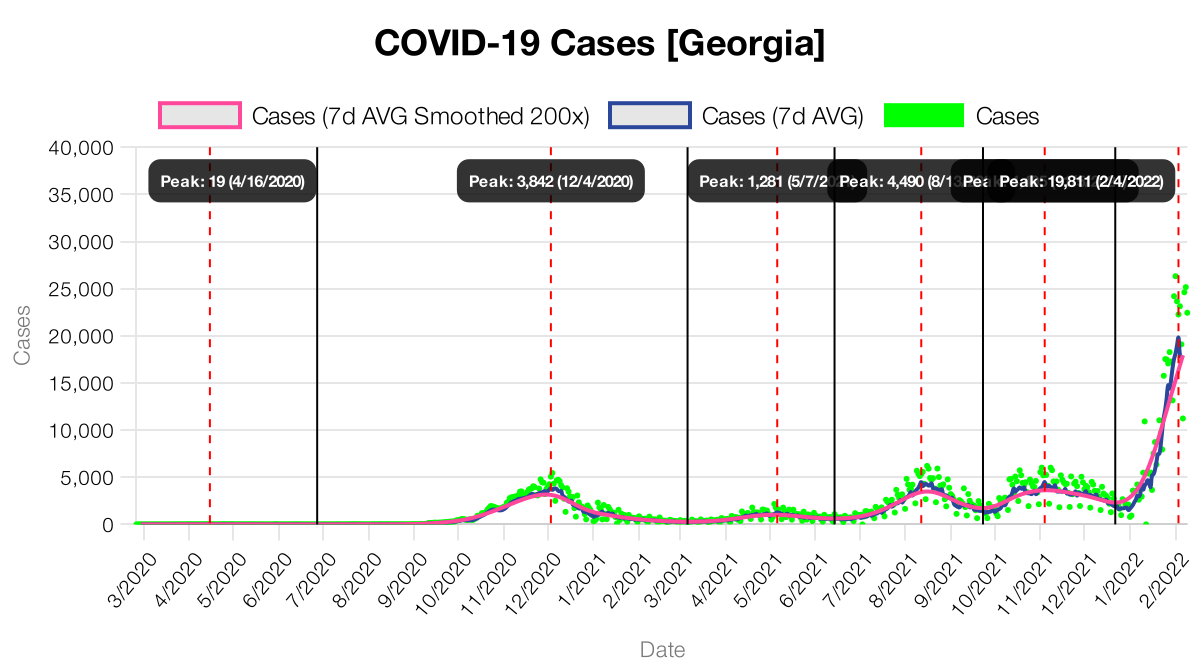 COVID-19 Cases [Georgia]
Cases (7d AVG Smoothed 200x) Cases (7d AVG) Cases
40,000
35,000
30,000
25,000
20,000
15,000
10,000
5,000
0
Peak: 19 (4/16/2020) Peak: 3,842 (12/4/2020) Peak: 1,281 (5/7/20 Peak: 4,490 (8/13 Peak Peak: 19,811 (2/4/2022)
Cases
3/2020 4/2020 5/2020 6/2020 7/2020 8/2020 9/2020 10/2020 11/2020 12/2020 1/2021 2/2021 3/2021 4/2021 5/2021 6/2021 7/2021 8/2021 9/2021 10/2021 11/2021 12/2021 1/2022 2/2022
Date